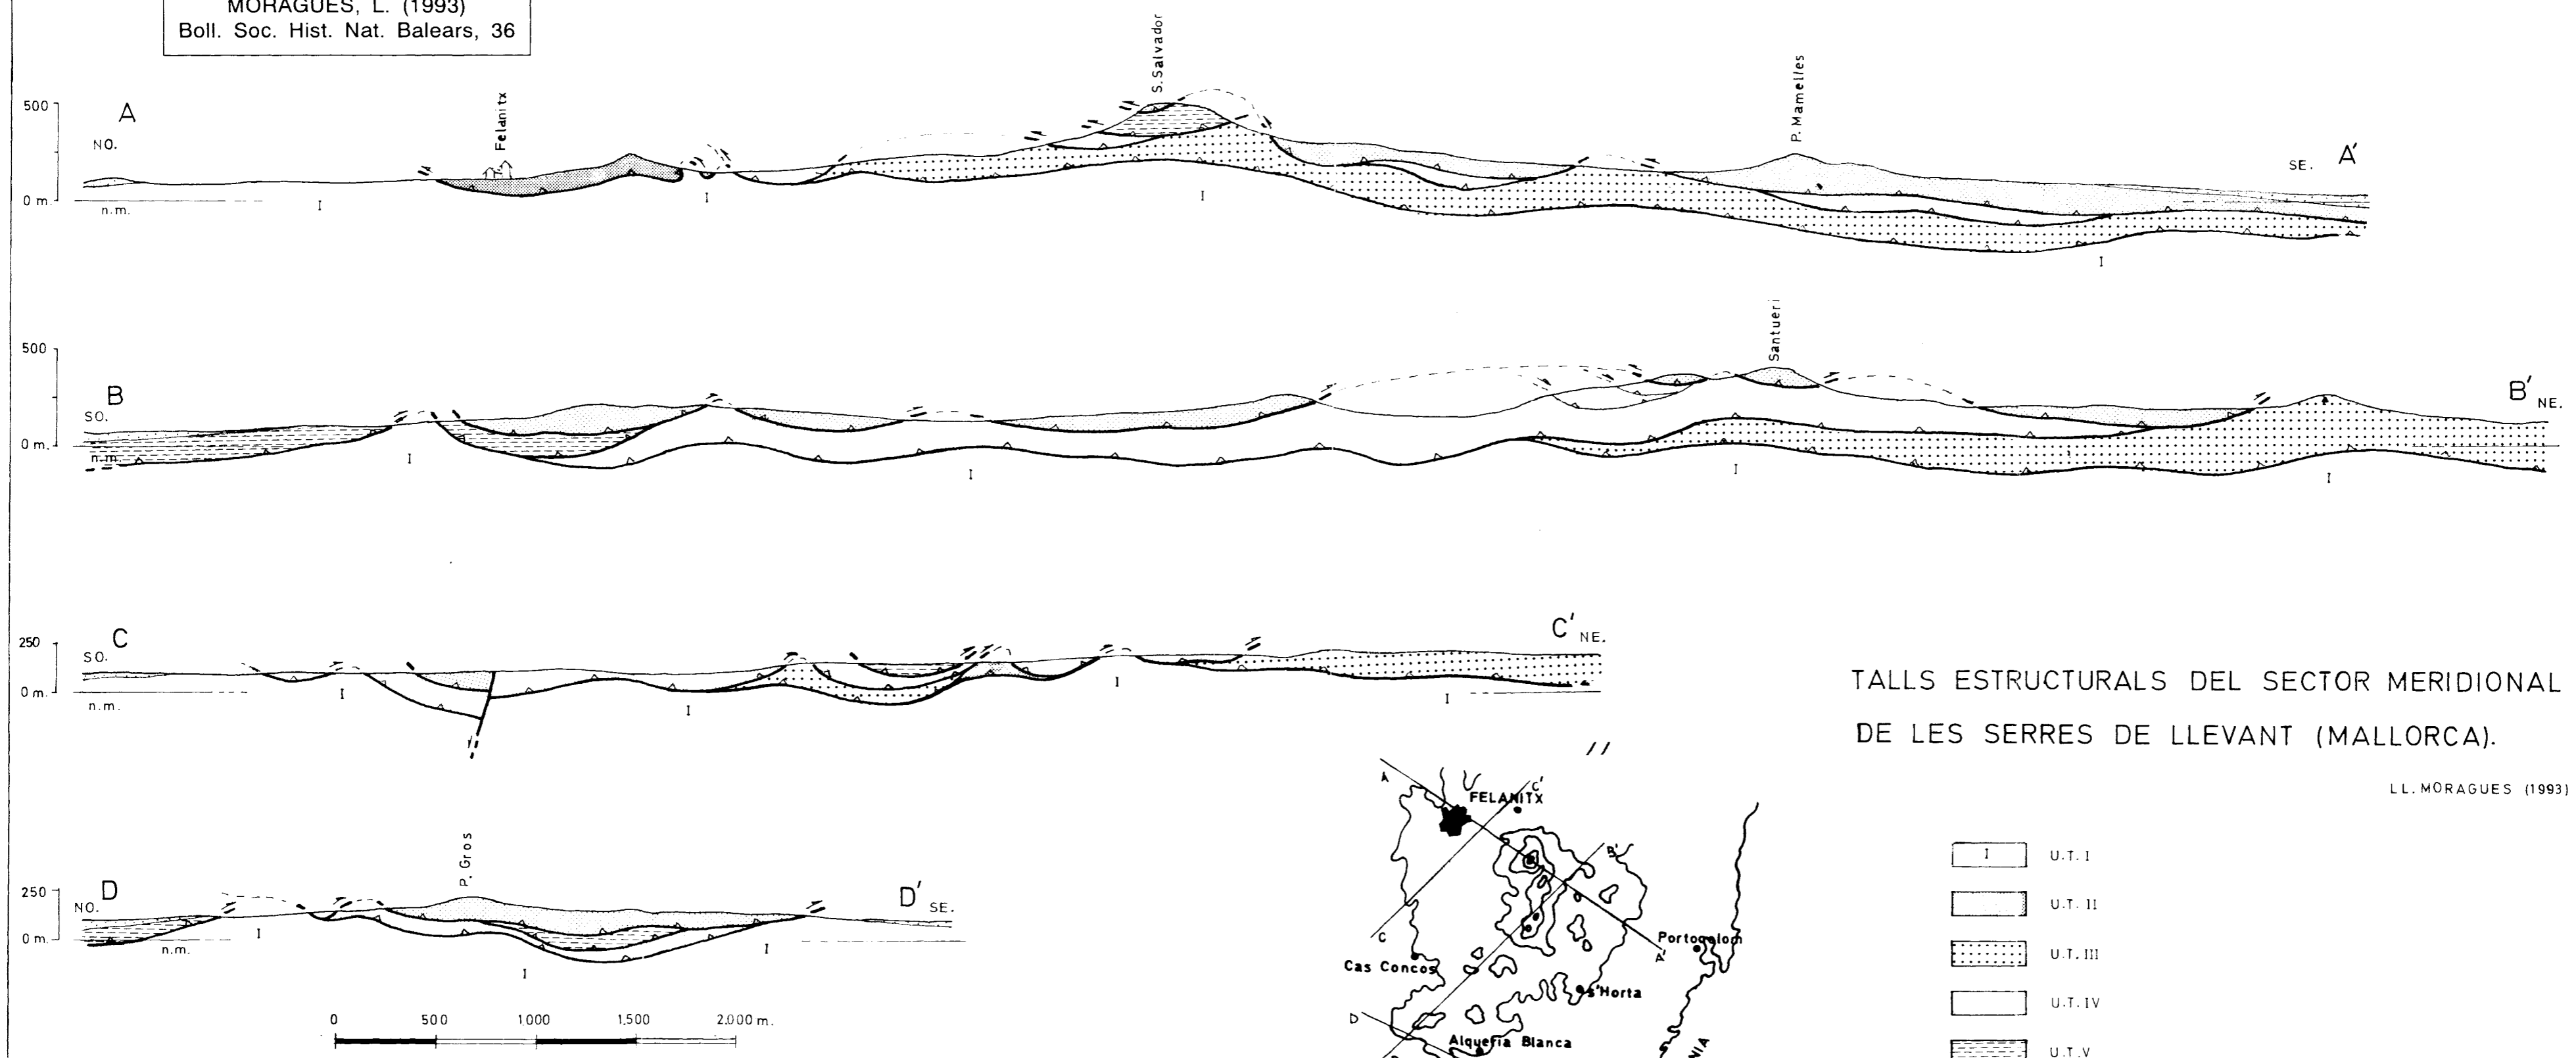 MORAGUES, L. (1993)
Boll. Soc. Hist. Nat. Balears, 36
S. Salvador
P. Mamelles
Felanitx
500
A
NO.
0 m.
n.m.
I
I
I
I
SE.
A'
Santueri
500
B
SO.
0 m.
n.m.
I
I
I
I
B'
NE.
250
C
SO.
0 m.
n.m.
I
I
I
I
C'
NE.
TALLS ESTRUCTURALS DEL SECTOR MERIDIONAL
DE LES SERRES DE LLEVANT (MALLORCA).
LL. MORAGUES (1993)
P. Gros
250
D
NO.
0 m.
n.m.
I
I
I
D'
SE.
0 500 1,000 1,500 2.000 m.
A
FELANITX
C'
B'
C
Cas Concos
Portocolom
A'
s'Horta
D
Alqueria Blanca
I U.T. I
U.T. II
U.T. III
U.T. IV
U.T. V